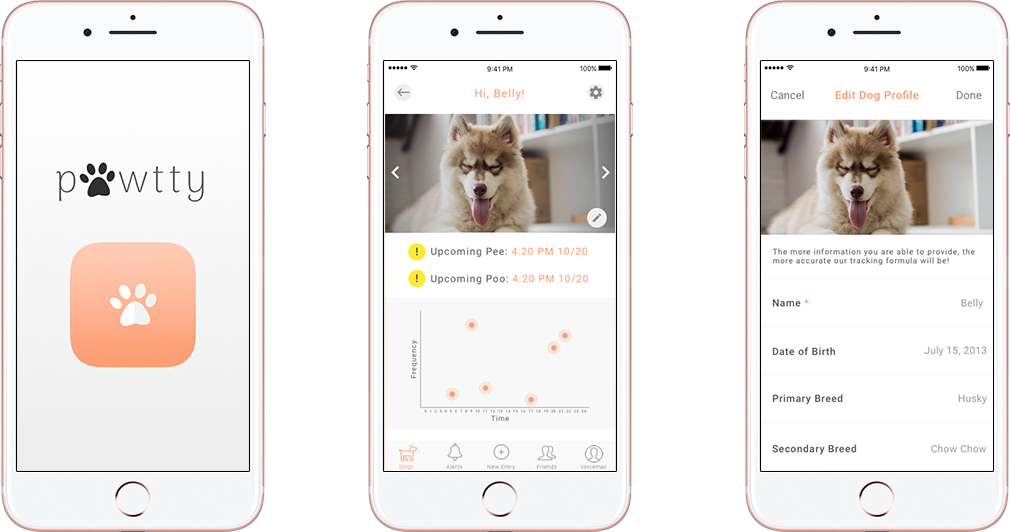 pawtty
9:41 PM
100%
Hi, Belly!
! Upcoming Pee: 4:20 PM 10/20
! Upcoming Poo: 4:20 PM 10/20
Frequency
0 1 2 3 4 5 6 7 8 9 10 11 12 13 14 15 16 17 18 19 20 21 22 23 24
Time
Dogs
Alerts
New Entry
Friends
Voicemail
9:41 PM
100%
Cancel
Edit Dog Profile
Done
The more information you are able to provide, the
more accurate our tracking formula will be!
Name *
Belly
Date of Birth
July 15, 2013
Primary Breed
Husky
Secondary Breed
Chow Chow